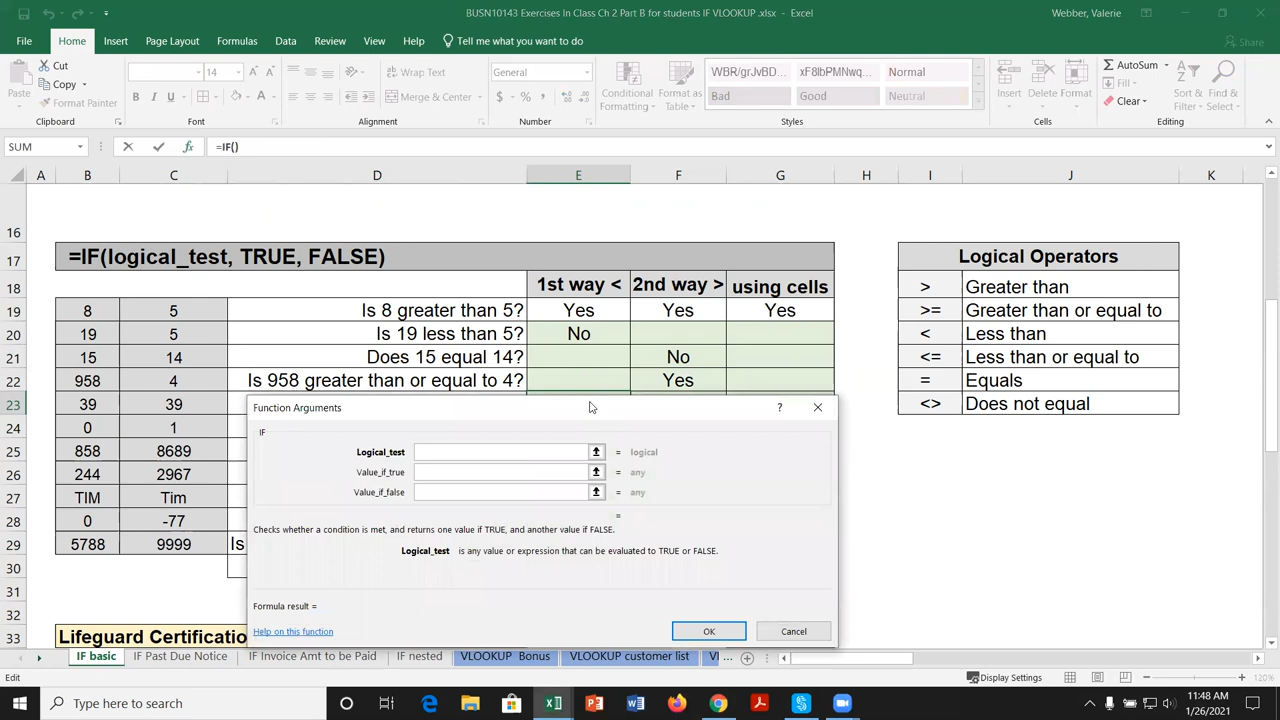 BUSN10143 Exercises In Class Ch 2 Part B for students IF VLOOKUP .xlsx - Excel
Webber, Valerie
File Home Insert Page Layout Formulas Data Review View Help Tell me what you want to do Share
Paste Cut Copy Format Painter Clipboard
14 B I U Font
Wrap Text Merge & Center Alignment
General $ % , Number
Conditional Formatting Format as Table
WBR/grJvBD... xF8lbPMNwq... Normal
Bad Good Neutral
Styles
Insert Delete Format Cells
AutoSum Fill Clear Sort & Filter Find & Select Editing
120%
SUM fx =IF()
A B C D E F G H I J K
16
17 =IF(logical_test, TRUE, FALSE) Logical Operators
18 1st way < 2nd way > using cells > Greater than
19 8 5 Is 8 greater than 5? Yes Yes Yes >= Greater than or equal to
20 19 5 Is 19 less than 5? No < Less than
21 15 14 Does 15 equal 14? No <= Less than or equal to
22 958 4 Is 958 greater than or equal to 4? Yes = Equals
23 39 39 <> Does not equal
24 0 1
25 858 8689
26 244 2967
27 TIM Tim
28 0 -77
29 5788 9999 Is
30
31
32
33 Lifeguard Certification
Function Arguments ?
IF
Logical_test = logical
Value_if_true = any
Value_if_false = any
=
Checks whether a condition is met, and returns one value if TRUE, and another value if FALSE.
Logical_test is any value or expression that can be evaluated to TRUE or FALSE.
Formula result =
Help on this function
OK Cancel
IF basic IF Past Due Notice IF Invoice Amt to be Paid IF nested VLOOKUP Bonus VLOOKUP customer list ...
Edit Display Settings
Type here to search
11:48 AM
1/26/2021